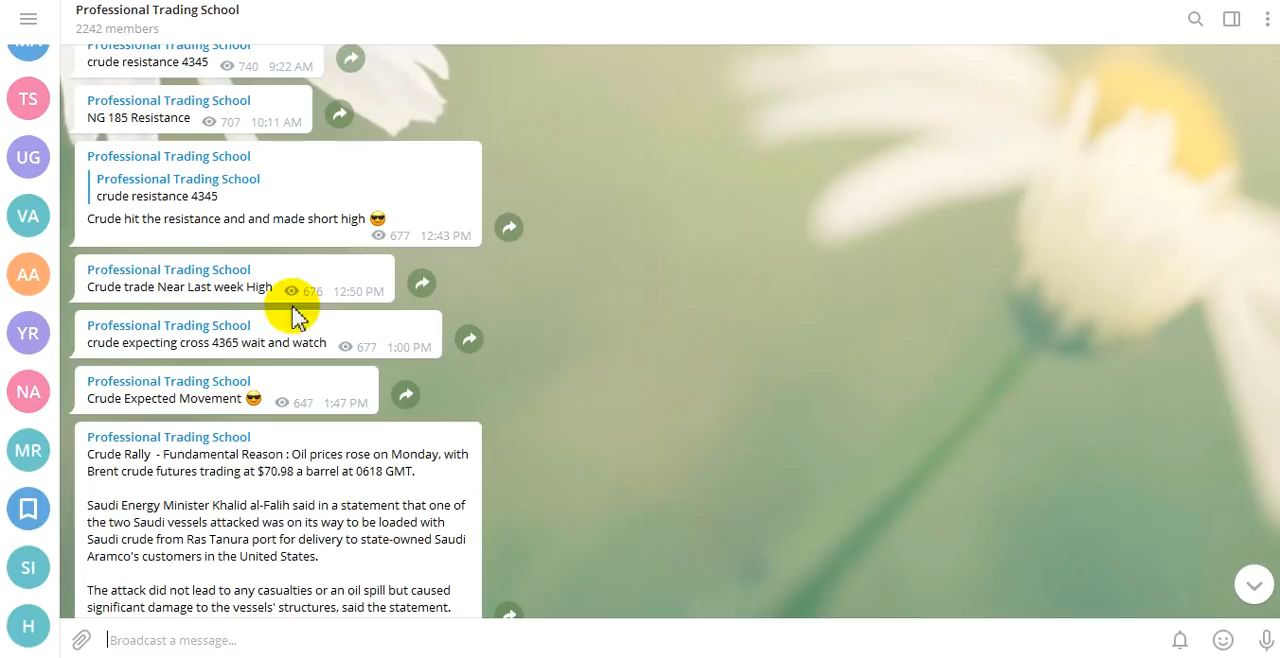 Professional Trading School
2242 members
Professional Trading School
crude resistance 4345 740 9:22 AM
TS
Professional Trading School
NG 185 Resistance 707 10:11 AM
UG
Professional Trading School
Professional Trading School
crude resistance 4345
VA
Crude hit the resistance and and made short high 😎
677 12:43 PM
AA
Professional Trading School
Crude trade Near Last week High 676 12:50 PM
YR
Professional Trading School
crude expecting cross 4365 wait and watch 677 1:00 PM
NA
Professional Trading School
Crude Expected Movement 😎 647 1:47 PM
MR
Professional Trading School
Crude Rally - Fundamental Reason : Oil prices rose on Monday, with
Brent crude futures trading at $70.98 a barrel at 0618 GMT.
Saudi Energy Minister Khalid al-Falih said in a statement that one of
the two Saudi vessels attacked was on its way to be loaded with
Saudi crude from Ras Tanura port for delivery to state-owned Saudi
Aramco's customers in the United States.
SI
The attack did not lead to any casualties or an oil spill but caused
significant damage to the vessels' structures, said the statement.
H
Broadcast a message...